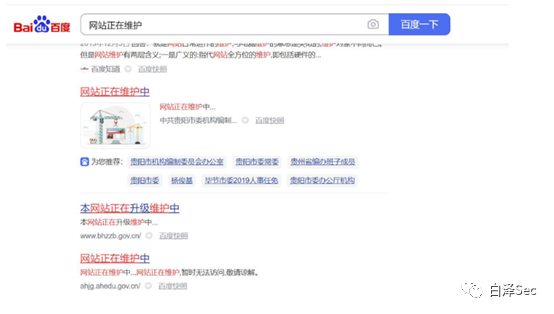 Baidu百度
网站正在维护
百度一下
但是网站维护有两层含义,一是广义的:指代网站全方位的维护,即包括硬件的...
百度知道 百度快照
网站正在维护中
网站正在维护中...
中共贵阳市委机构编制... 百度快照
为您推荐: 贵阳市机构编制委员会办公室 贵阳市委常委 贵州省编办班子成员
贵阳市委 杨俊基 毕节市委2019人事任免 贵阳市委办公厅机构
本网站正在升级维护中
本网站正在升级维护中...
www.bhzzb.gov.cn/ 百度快照
网站正在维护中
网站正在维护中...网站正在维护,暂时无法访问,敬请谅解。
ahjg.ahedu.gov.cn/ 百度快照
白泽Sec